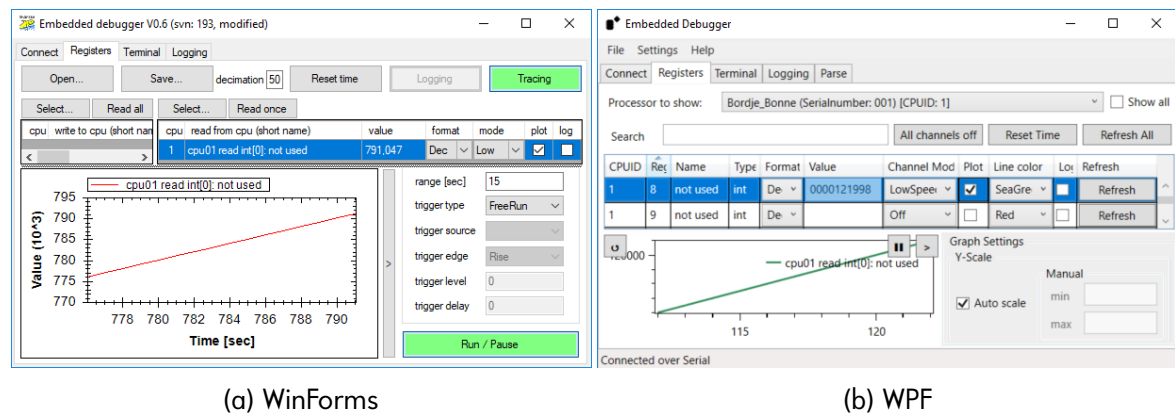 Embedded debugger V0.6 (svn: 193, modified)
Connect Registers Terminal Logging
Open... Save... decimation 50 Reset time Logging Tracing
Select... Read all Select... Read once
cpu write to cpu (short nam
cpu read from cpu (short name) value format mode plot log
1 cpu01 read int[0]: not used 791,047 Dec Low
cpu01 read int[0]: not used
795
790
785
780
775
770
Value (10^3)
778 780 782 784 786 788 790
Time [sec]
range [sec] 15
trigger type FreeRun
trigger source
trigger edge Rise
trigger level 0
trigger delay 0
Run / Pause
(a) WinForms
Embedded Debugger
File Settings Help
Connect Registers Terminal Logging Parse
Processor to show: Bordje_Bonne (Serialnumber: 001) [CPUID: 1] Show all
Search All channels off Reset Time Refresh All
CPUID Reg Name Type Format Value Channel Mod Plot Line color Log Refresh
1 8 not used int De 0000121998 LowSpee SeaGre Refresh
1 9 not used int De Off Red Refresh
cpu01 read int[0]: not used
115 120
Graph Settings
Y-Scale
Auto scale
Manual
min
max
Connected over Serial
(b) WPF